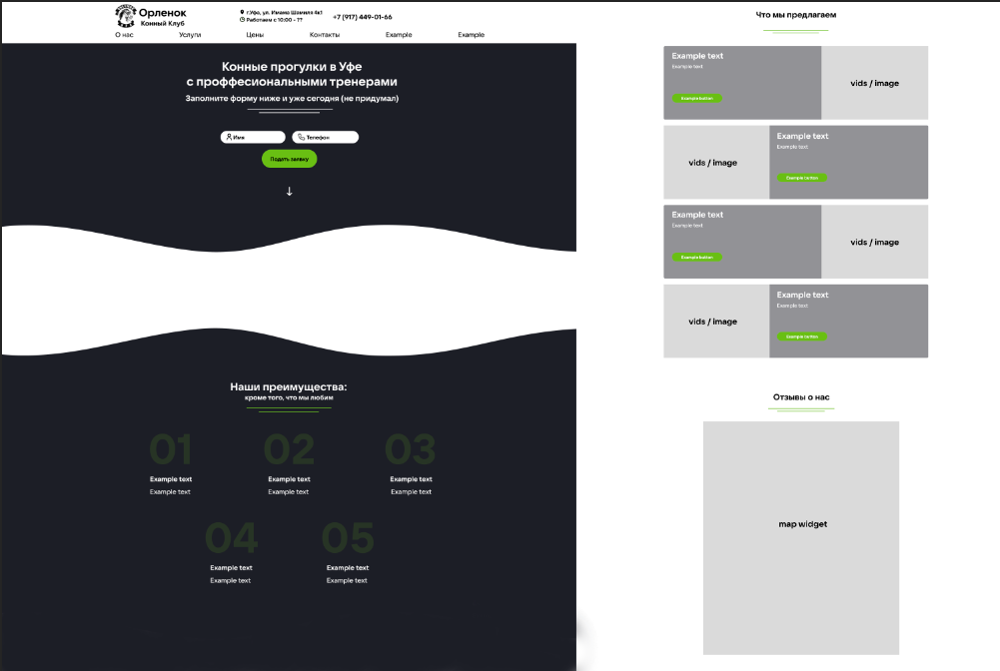 Орленок
Конный Клуб
г.Уфа, ул. Имама Шамиля 4к1
Работаем с 10:00 - ??
+7 (917) 449-01-66
О нас Услуги Цены Контакты Example Example
Конные прогулки в Уфе
с проффесиональными тренерами
Заполните форму ниже и уже сегодня (не придумал)
Имя Телефон
Подать заявку
Наши преимущества:
кроме того, что мы любим
01 02 03
Example text Example text Example text
Example text Example text Example text
04 05
Example text Example text
Example text Example text
Что мы предлагаем
Example text
Example text
Example button
vids / image
vids / image
Example text
Example text
Example button
Example text
Example text
Example button
vids / image
vids / image
Example text
Example text
Example button
Отзывы о нас
map widget